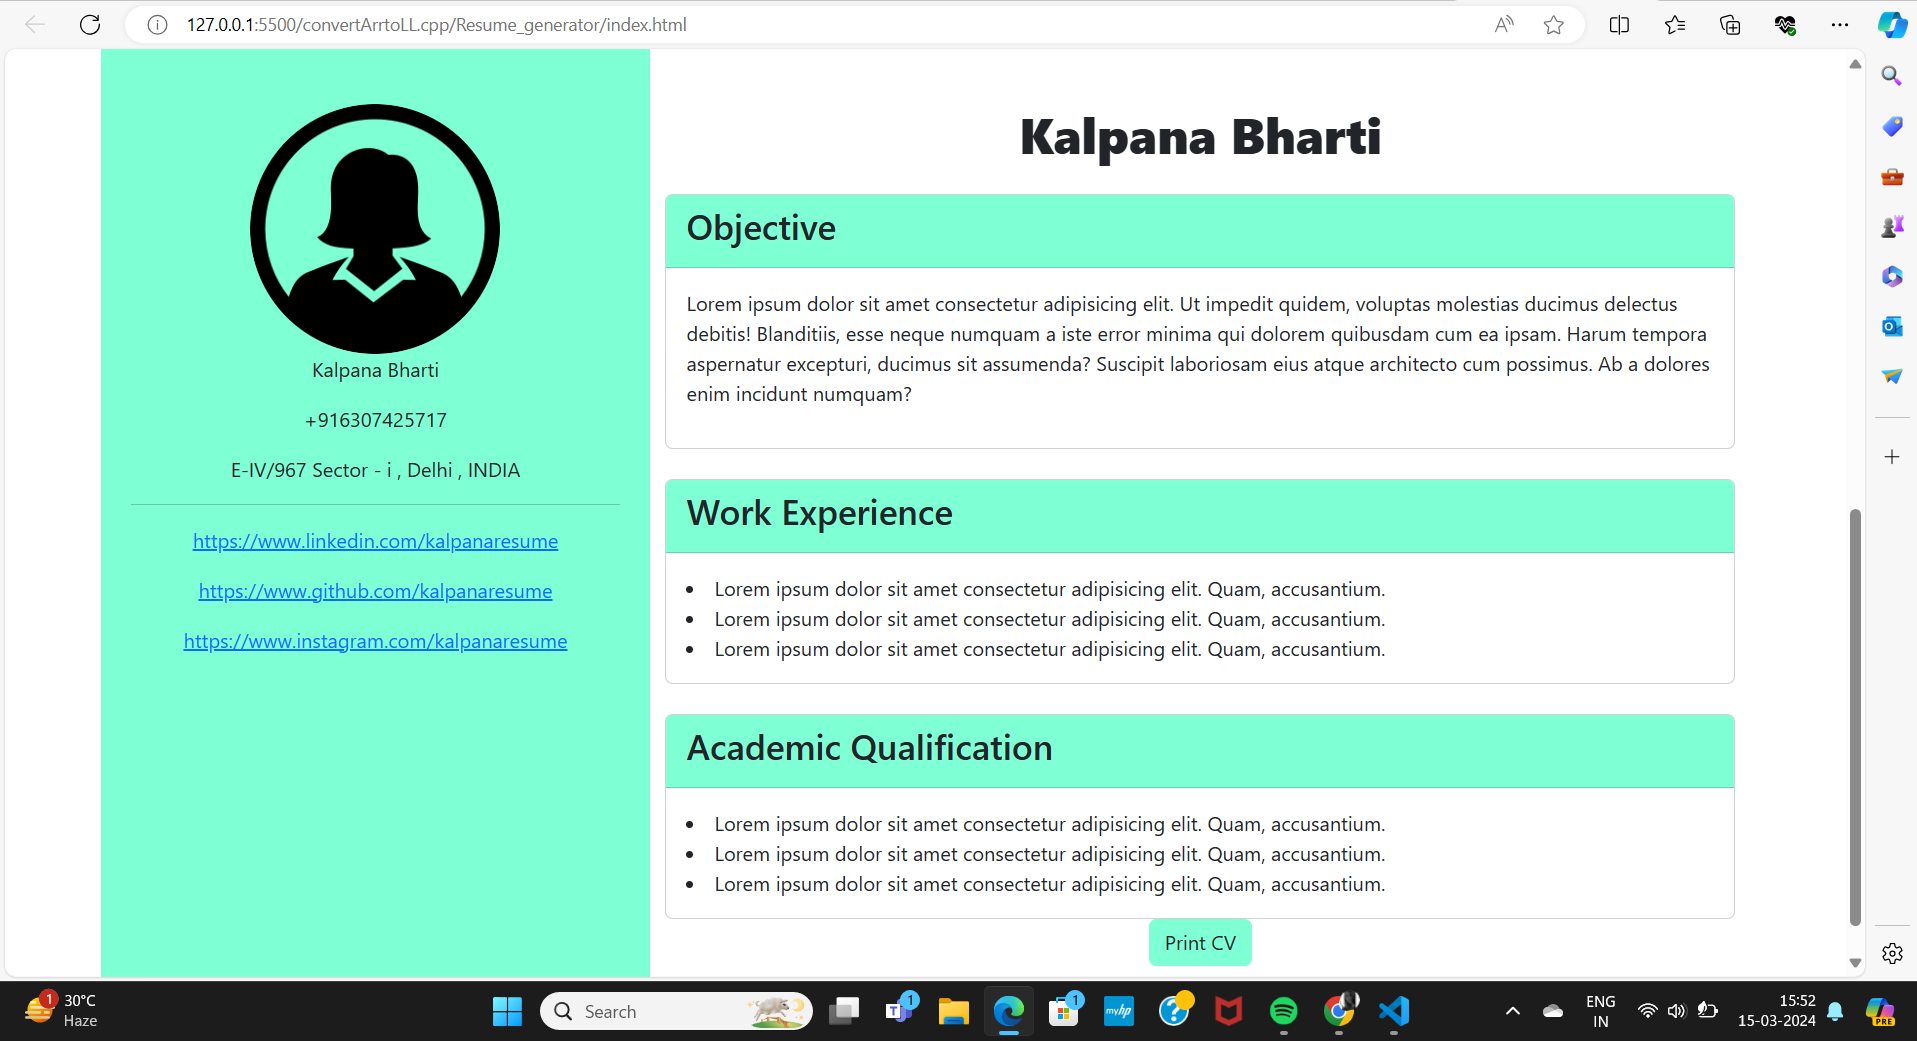 127.0.0.1:5500/convertArrtoLL.cpp/Resume_generator/index.html
Kalpana Bharti
+916307425717
E-IV/967 Sector - i , Delhi , INDIA
https://www.linkedin.com/kalpanaresume
https://www.github.com/kalpanaresume
https://www.instagram.com/kalpanaresume
Kalpana Bharti
Objective
Lorem ipsum dolor sit amet consectetur adipisicing elit. Ut impedit quidem, voluptas molestias ducimus delectus
debitis! Blanditiis, esse neque numquam a iste error minima qui dolorem quibusdam cum ea ipsam. Harum tempora
aspernatur excepturi, ducimus sit assumenda? Suscipit laboriosam eius atque architecto cum possimus. Ab a dolores
enim incidunt numquam?
Work Experience
• Lorem ipsum dolor sit amet consectetur adipisicing elit. Quam, accusantium.
• Lorem ipsum dolor sit amet consectetur adipisicing elit. Quam, accusantium.
• Lorem ipsum dolor sit amet consectetur adipisicing elit. Quam, accusantium.
Academic Qualification
• Lorem ipsum dolor sit amet consectetur adipisicing elit. Quam, accusantium.
• Lorem ipsum dolor sit amet consectetur adipisicing elit. Quam, accusantium.
• Lorem ipsum dolor sit amet consectetur adipisicing elit. Quam, accusantium.
Print CV
1
30°C
Haze
Search
1
1
myhp
ENG
IN
15:52
15-03-2024
PRE